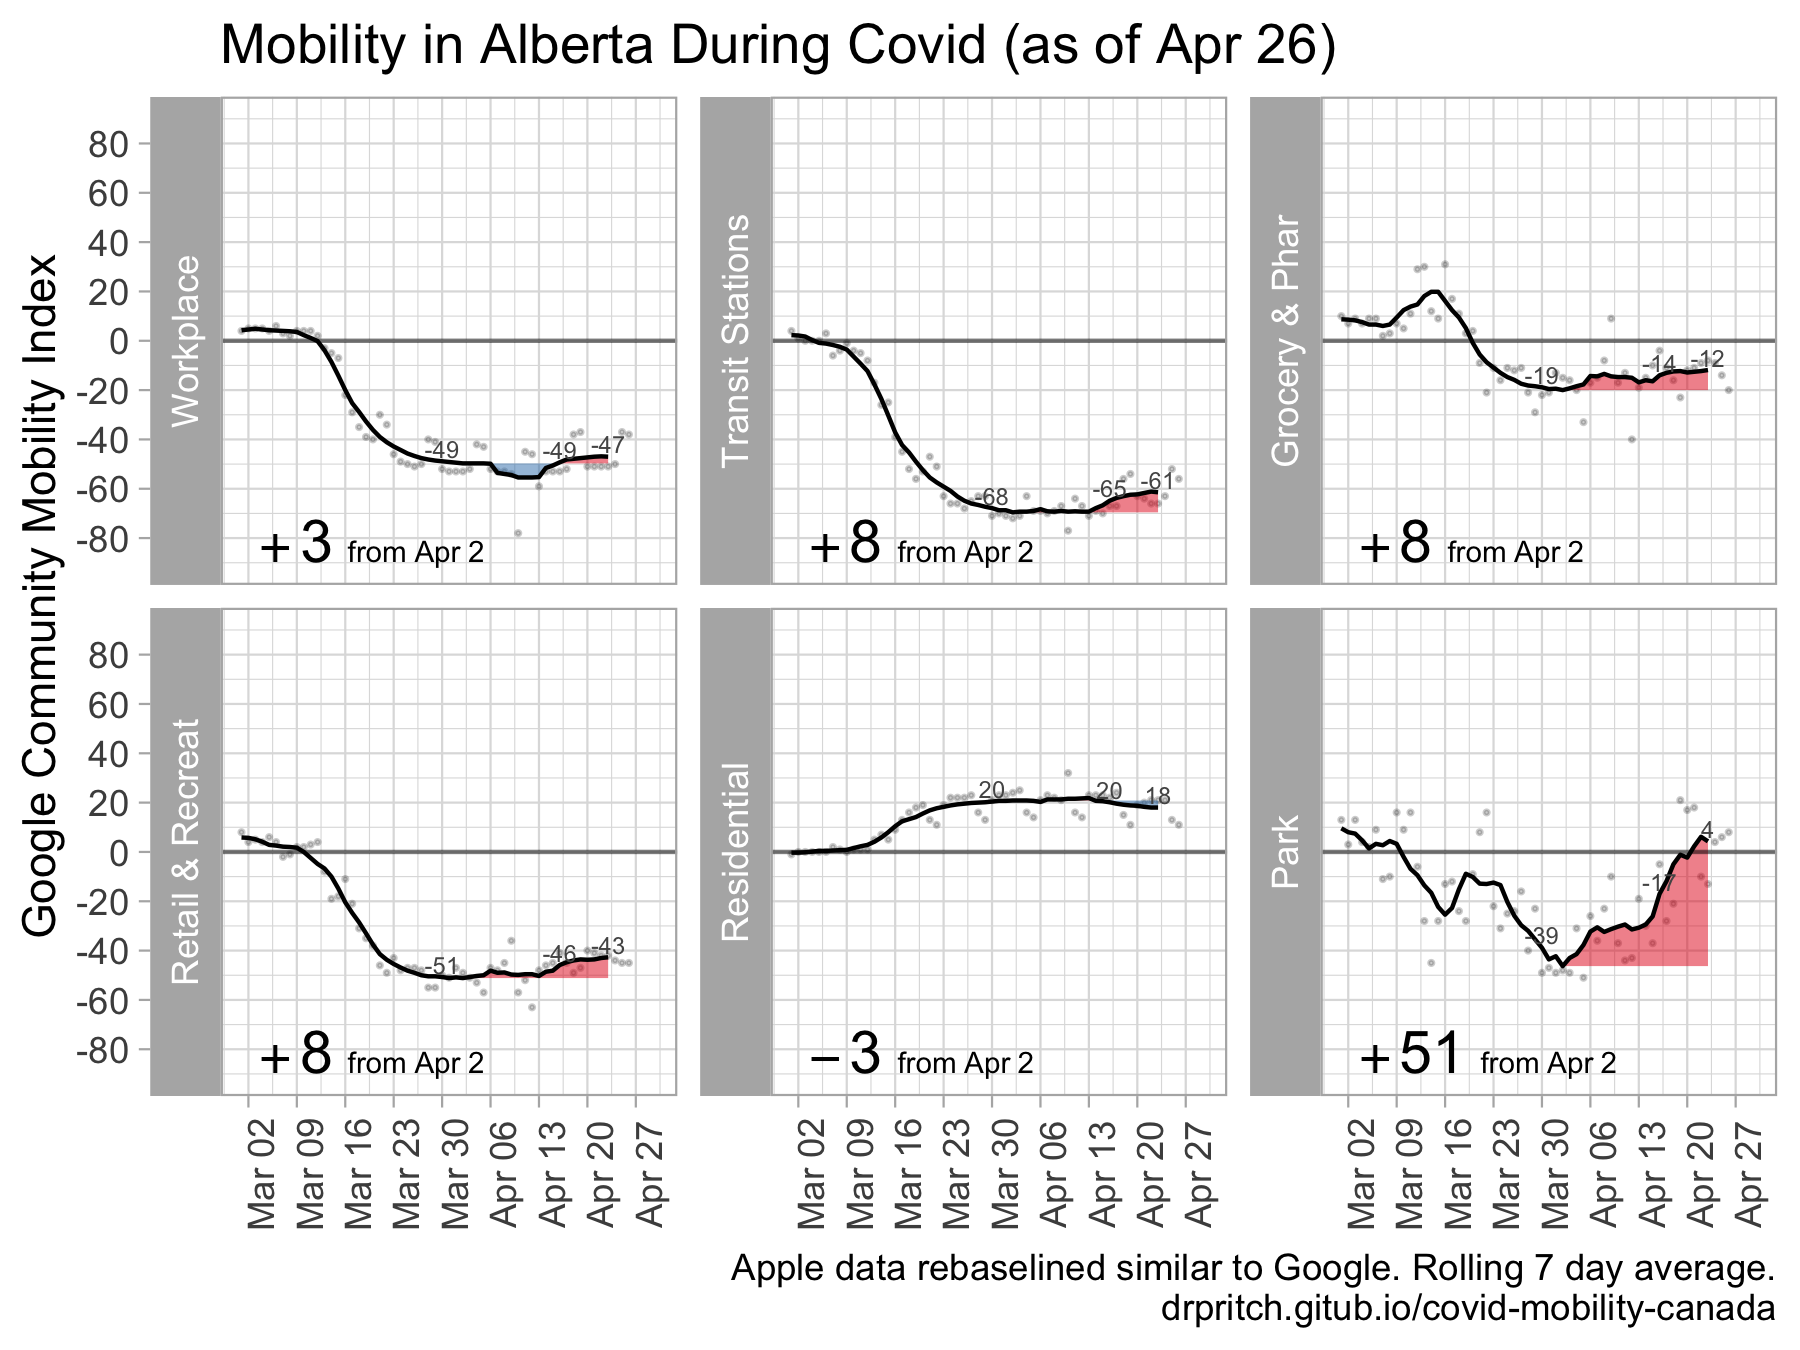 Mobility in Alberta During Covid (as of Apr 26)
Google Community Mobility Index
80
60
40
20
0
-20
-40
-60
-80
Workplace
-49
-49
-47
+3 from Apr 2
Transit Stations
-68
-65
-61
+8 from Apr 2
Grocery & Phar
-19
-14
-12
+8 from Apr 2
80
60
40
20
0
-20
-40
-60
-80
Retail & Recreat
-51
-46
-43
+8 from Apr 2
Residential
20
20
18
−3 from Apr 2
Park
-39
-17
4
+51 from Apr 2
Mar 02
Mar 09
Mar 16
Mar 23
Mar 30
Apr 06
Apr 13
Apr 20
Apr 27
Mar 02
Mar 09
Mar 16
Mar 23
Mar 30
Apr 06
Apr 13
Apr 20
Apr 27
Mar 02
Mar 09
Mar 16
Mar 23
Mar 30
Apr 06
Apr 13
Apr 20
Apr 27
Apple data rebaselined similar to Google. Rolling 7 day average.
drpritch.gitub.io/covid-mobility-canada